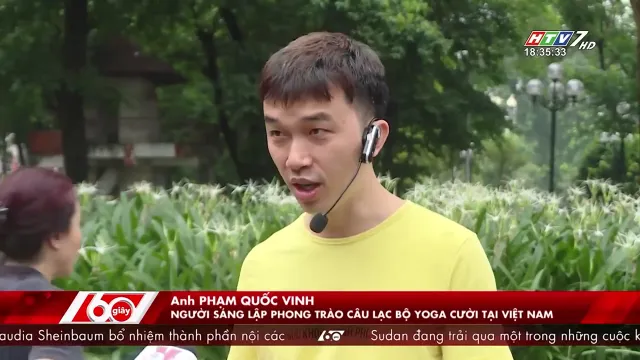 HTV7 HD
18:35:33
60 giây
Anh PHẠM QUỐC VINH
NGƯỜI SÁNG LẬP PHONG TRÀO CÂU LẠC BỘ YOGA CƯỜI TẠI VIỆT NAM
audia Sheinbaum bổ nhiệm thành phần nội các 60 Sudan đang trải qua một trong những cuộc k